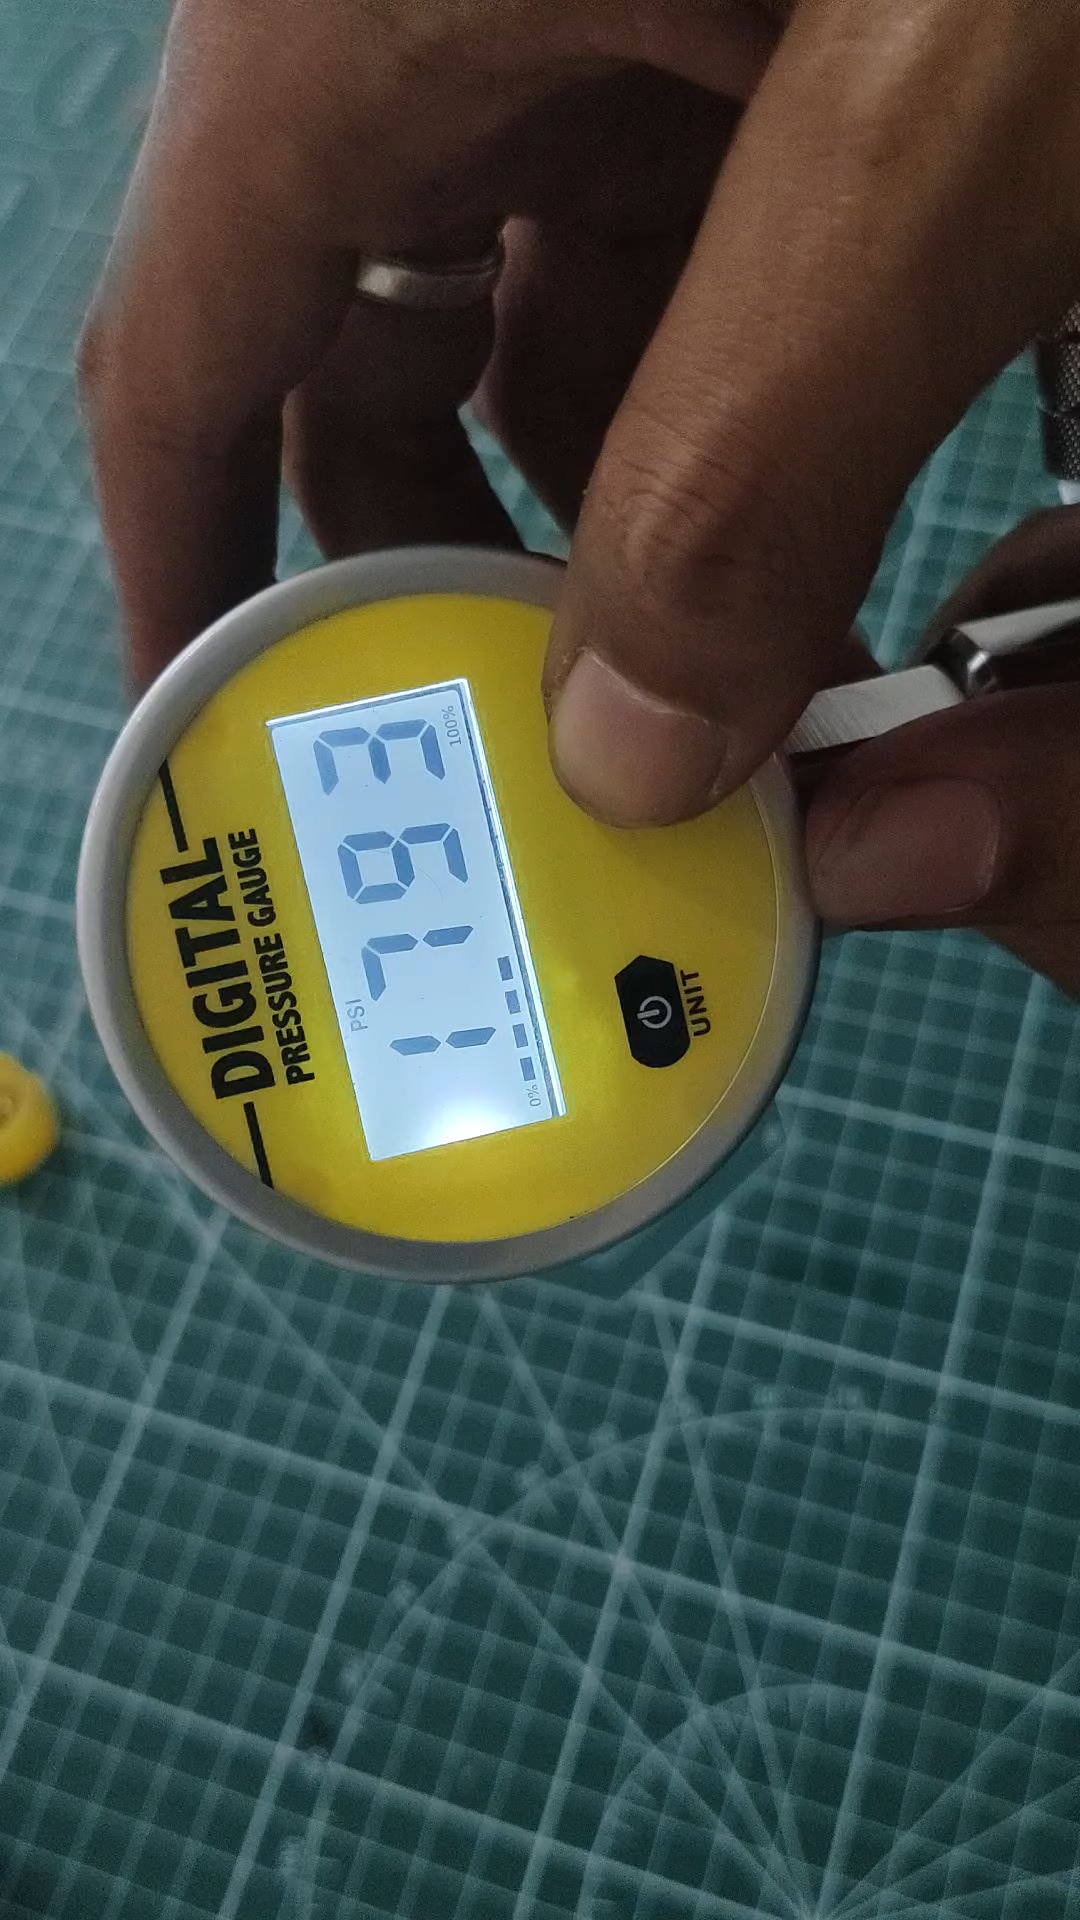 DIGITAL
PRESSURE GAUGE
PSI
1793
0% 100%
UNIT